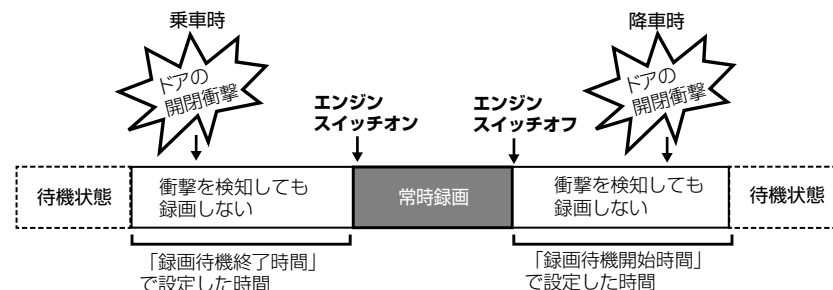 乗車時
ドアの
開閉衝撃
エンジン
スイッチオン
エンジン
スイッチオフ
降車時
ドアの
開閉衝撃
待機状態
衝撃を検知しても
録画しない
常時録画
衝撃を検知しても
録画しない
待機状態
「録画待機終了時間」
で設定した時間
「録画待機開始時間」
で設定した時間